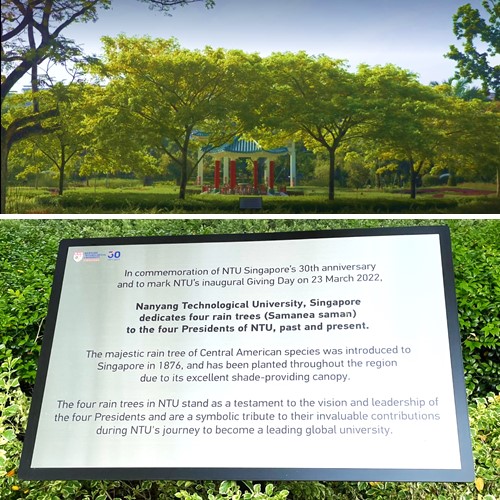 30
In commemoration of NTU Singapore's 30th anniversary
and to mark NTU's inaugural Giving Day on 23 March 2022,
Nanyang Technological University, Singapore
dedicates four rain trees (Samanea saman)
to the four Presidents of NTU, past and present.
The majestic rain tree of Central American species was introduced to
Singapore in 1876, and has been planted throughout the region
due to its excellent shade-providing canopy.
The four rain trees in NTU stand as a testament to the vision and leadership of
the four Presidents and are a symbolic tribute to their invaluable contributions
during NTU's journey to become a leading global university.